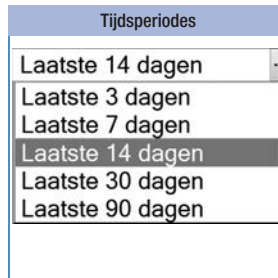 Tijdsperiodes
Laatste 14 dagen
Laatste 3 dagen
Laatste 7 dagen
Laatste 14 dagen
Laatste 30 dagen
Laatste 90 dagen